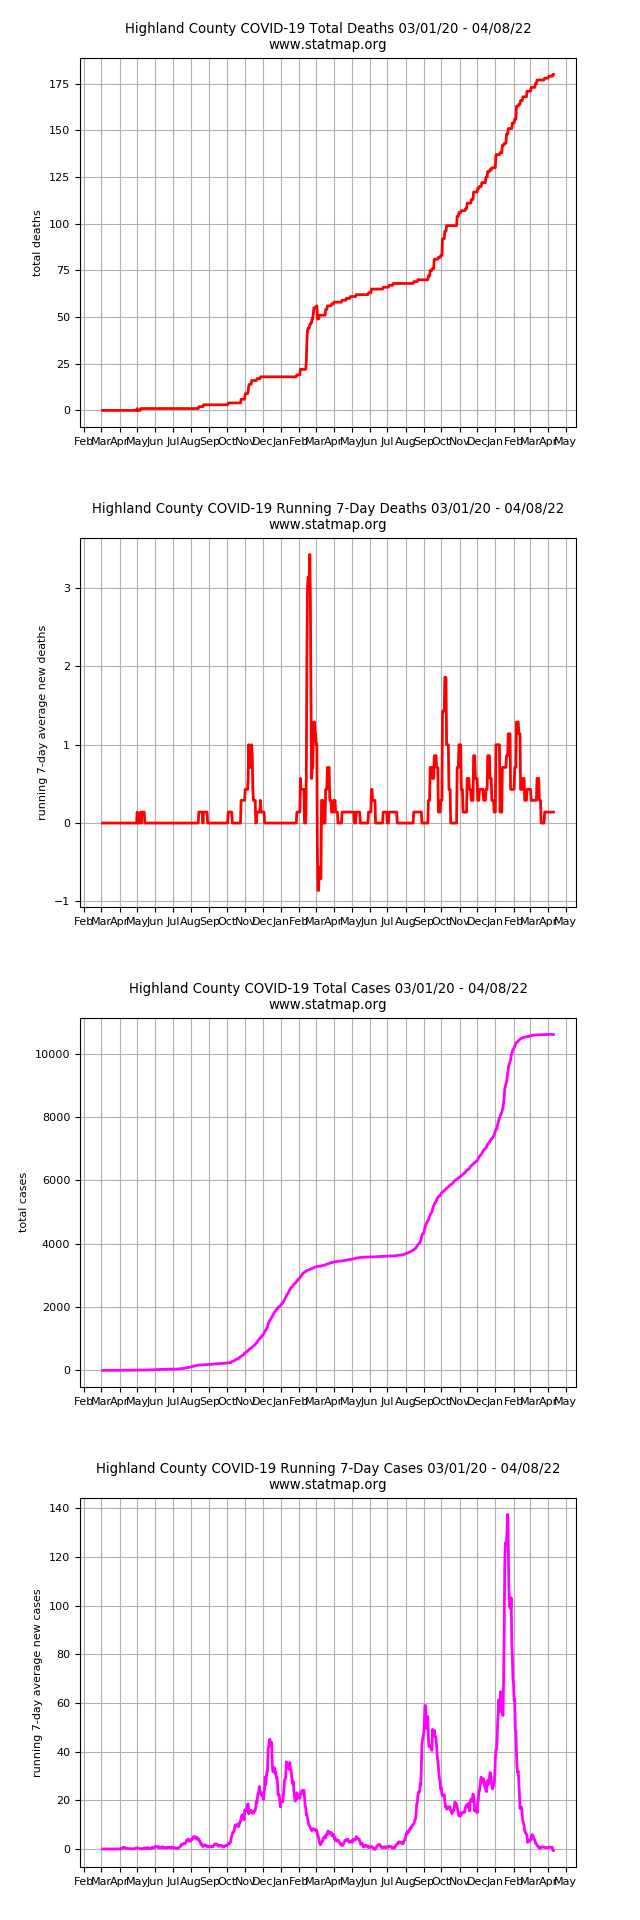 Highland County COVID-19 Total Deaths 03/01/20 - 04/08/22
www.statmap.org
175
150
125
100
75
50
25
0
total deaths
Feb Mar Apr May Jun Jul Aug Sep Oct Nov Dec Jan Feb Mar Apr May Jun Jul Aug Sep Oct Nov Dec Jan Feb Mar Apr May
Highland County COVID-19 Running 7-Day Deaths 03/01/20 - 04/08/22
www.statmap.org
3
2
1
0
−1
running 7-day average new deaths
Feb Mar Apr May Jun Jul Aug Sep Oct Nov Dec Jan Feb Mar Apr May Jun Jul Aug Sep Oct Nov Dec Jan Feb Mar Apr May
Highland County COVID-19 Total Cases 03/01/20 - 04/08/22
www.statmap.org
10000
8000
6000
4000
2000
0
total cases
Feb Mar Apr May Jun Jul Aug Sep Oct Nov Dec Jan Feb Mar Apr May Jun Jul Aug Sep Oct Nov Dec Jan Feb Mar Apr May
Highland County COVID-19 Running 7-Day Cases 03/01/20 - 04/08/22
www.statmap.org
140
120
100
80
60
40
20
0
running 7-day average new cases
Feb Mar Apr May Jun Jul Aug Sep Oct Nov Dec Jan Feb Mar Apr May Jun Jul Aug Sep Oct Nov Dec Jan Feb Mar Apr May